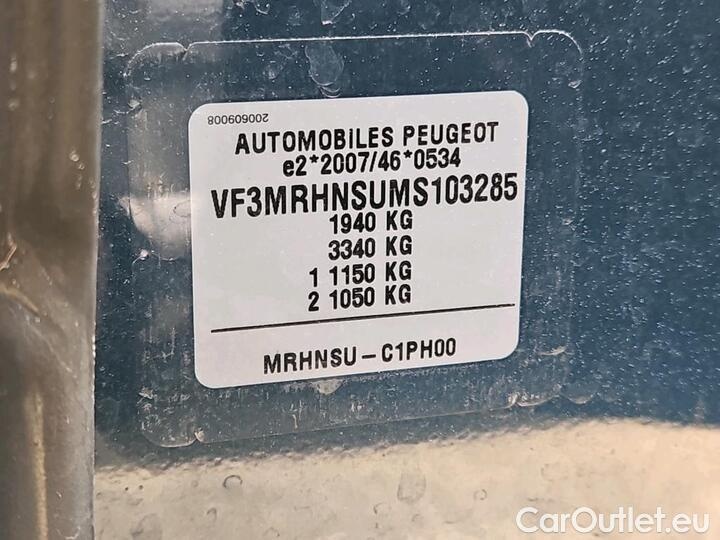 200609008
AUTOMOBILES PEUGEOT
e2*2007/46*0534
VF3MRHNSUMS103285
1940 KG
3340 KG
1 1150 KG
2 1050 KG
MRHNSU-C1PH00
CarOutlet.eu